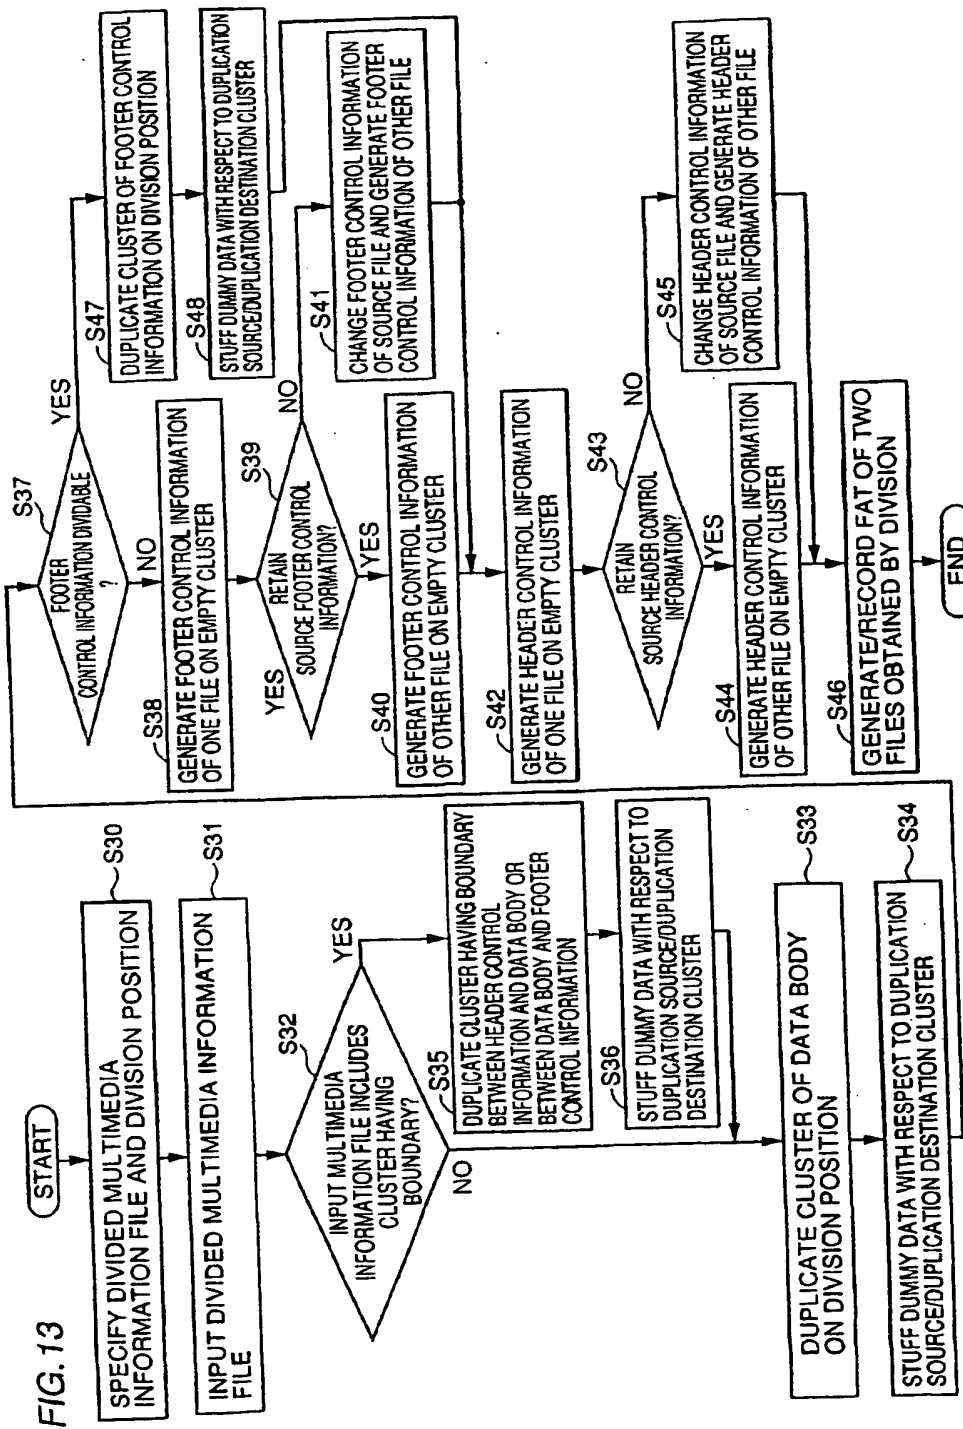 FIG.13
START
S30
SPECIFY DIVIDED MULTIMEDIA
INFORMATION FILE AND DIVISION POSITION
S31
INPUT DIVIDED MULTIMEDIA INFORMATION
FILE
S32
INPUT MULTIMEDIA
INFORMATION FILE INCLUDES
CLUSTER HAVING
BOUNDARY?
YES
NO
S35
DUPLICATE CLUSTER HAVING BOUNDARY
BETWEEN HEADER CONTROL
INFORMATION AND DATA BODY OR
BETWEEN DATA BODY AND FOOTER
CONTROL INFORMATION
S36
STUFF DUMMY DATA WITH RESPECT TO
DUPLICATION SOURCE/DUPLICATION
DESTINATION CLUSTER
S33
DUPLICATE CLUSTER OF DATA BODY
ON DIVISION POSITION
S34
STUFF DUMMY DATA WITH RESPECT TO DUPLICATION
SOURCE/DUPLICATION DESTINATION CLUSTER
S37
FOOTER
CONTROL INFORMATION DIVIDABLE
?
YES
NO
S47
DUPLICATE CLUSTER OF FOOTER CONTROL
INFORMATION ON DIVISION POSITION
S48
STUFF DUMMY DATA WITH RESPECT TO DUPLICATION
SOURCE/DUPLICATION DESTINATION CLUSTER
S38
GENERATE FOOTER CONTROL INFORMATION
OF ONE FILE ON EMPTY CLUSTER
S39
RETAIN
SOURCE FOOTER CONTROL
INFORMATION?
YES
NO
YES
S41
CHANGE FOOTER CONTROL INFORMATION
OF SOURCE FILE AND GENERATE FOOTER
CONTROL INFORMATION OF OTHER FILE
S40
GENERATE FOOTER CONTROL INFORMATION
OF OTHER FILE ON EMPTY CLUSTER
S42
GENERATE HEADER CONTROL INFORMATION
OF ONE FILE ON EMPTY CLUSTER
S43
RETAIN
SOURCE HEADER CONTROL
INFORMATION?
NO
YES
S45
CHANGE HEADER CONTROL INFORMATION
OF SOURCE FILE AND GENERATE HEADER
CONTROL INFORMATION OF OTHER FILE
S44
GENERATE HEADER CONTROL INFORMATION
OF OTHER FILE ON EMPTY CLUSTER
S46
GENERATE/RECORD FAT OF TWO
FILES OBTAINED BY DIVISION
END